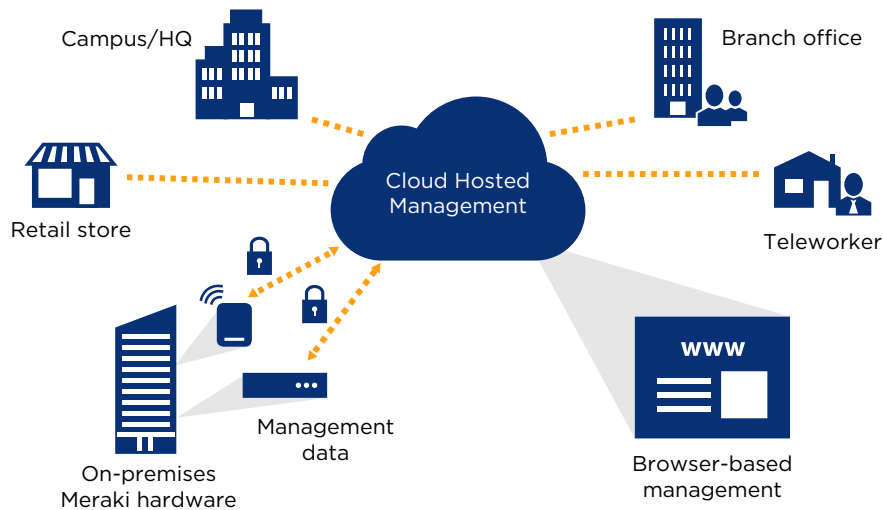 Campus/HQ
Branch office
Cloud Hosted
Management
Retail store
Teleworker
www
Management
data
On-premises
Meraki hardware
Browser-based
management